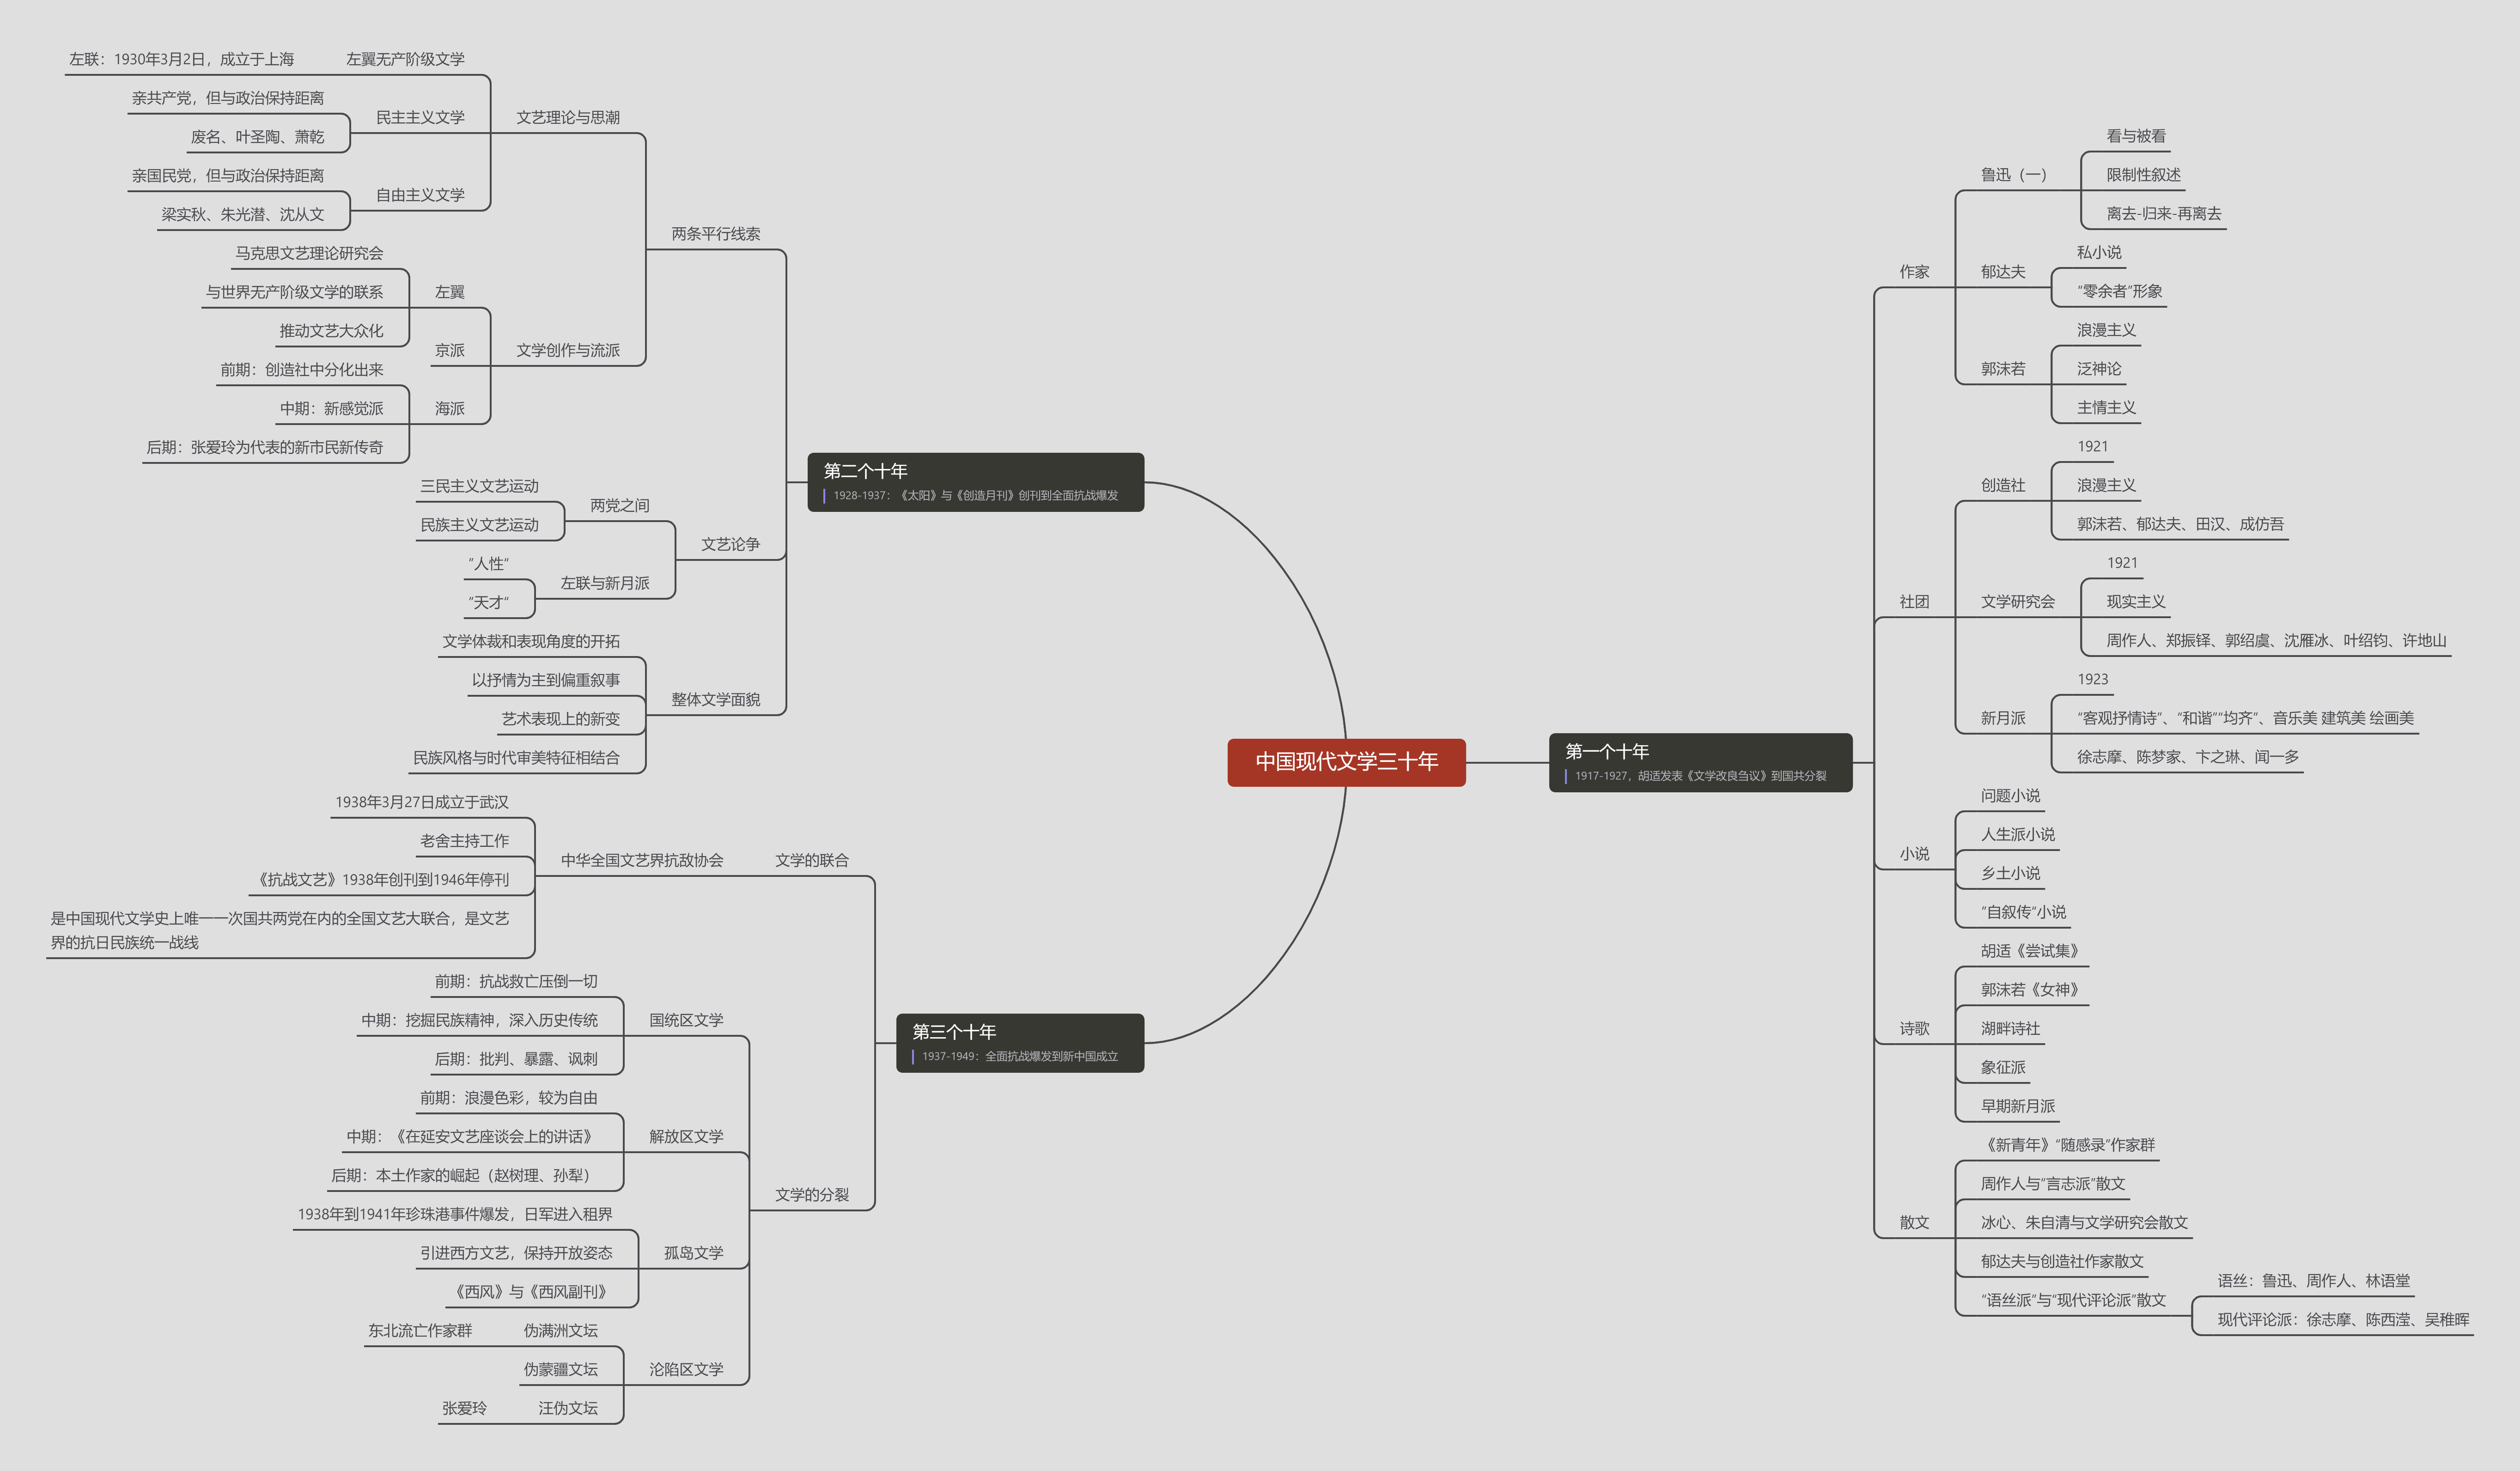 中国现代文学三十年
第一个十年
1917-1927，胡适发表《文学改良刍议》到国共分裂
作家
鲁迅（一）
看与被看
限制性叙述
离去-归来-再离去
郁达夫
私小说
“零余者”形象
郭沫若
浪漫主义
泛神论
主情主义
社团
创造社
1921
浪漫主义
郭沫若、郁达夫、田汉、成仿吾
文学研究会
1921
现实主义
周作人、郑振铎、郭绍虞、沈雁冰、叶绍钧、许地山
新月派
1923
“客观抒情诗”、“和谐”“均齐”、音乐美 建筑美 绘画美
徐志摩、陈梦家、卞之琳、闻一多
小说
问题小说
人生派小说
乡土小说
“自叙传“小说
诗歌
胡适《尝试集》
郭沫若《女神》
湖畔诗社
象征派
早期新月派
散文
《新青年》“随感录”作家群
周作人与“言志派”散文
冰心、朱自清与文学研究会散文
郁达夫与创造社作家散文
“语丝派”与“现代评论派”散文
语丝：鲁迅、周作人、林语堂
现代评论派：徐志摩、陈西滢、吴稚晖
第二个十年
1928-1937：《太阳》与《创造月刊》创刊到全面抗战爆发
两条平行线索
文艺理论与思潮
左翼无产阶级文学
左联：1930年3月2日，成立于上海
民主主义文学
亲共产党，但与政治保持距离
废名、叶圣陶、萧乾
自由主义文学
亲国民党，但与政治保持距离
梁实秋、朱光潜、沈从文
文学创作与流派
左翼
马克思文艺理论研究会
与世界无产阶级文学的联系
推动文艺大众化
京派
海派
前期：创造社中分化出来
中期：新感觉派
后期：张爱玲为代表的新市民新传奇
文艺论争
两党之间
三民主义文艺运动
民族主义文艺运动
左联与新月派
“人性“
“天才“
整体文学面貌
文学体裁和表现角度的开拓
以抒情为主到偏重叙事
艺术表现上的新变
民族风格与时代审美特征相结合
第三个十年
1937-1949：全面抗战爆发到新中国成立
文学的联合
中华全国文艺界抗敌协会
1938年3月27日成立于武汉
老舍主持工作
《抗战文艺》1938年创刊到1946年停刊
是中国现代文学史上唯一一次国共两党在内的全国文艺大联合，是文艺
界的抗日民族统一战线
文学的分裂
国统区文学
前期：抗战救亡压倒一切
中期：挖掘民族精神，深入历史传统
后期：批判、暴露、讽刺
解放区文学
前期：浪漫色彩，较为自由
中期：《在延安文艺座谈会上的讲话》
后期：本土作家的崛起（赵树理、孙犁）
孤岛文学
1938年到1941年珍珠港事件爆发，日军进入租界
引进西方文艺，保持开放姿态
《西风》与《西风副刊》
沦陷区文学
伪满洲文坛
东北流亡作家群
伪蒙疆文坛
汪伪文坛
张爱玲